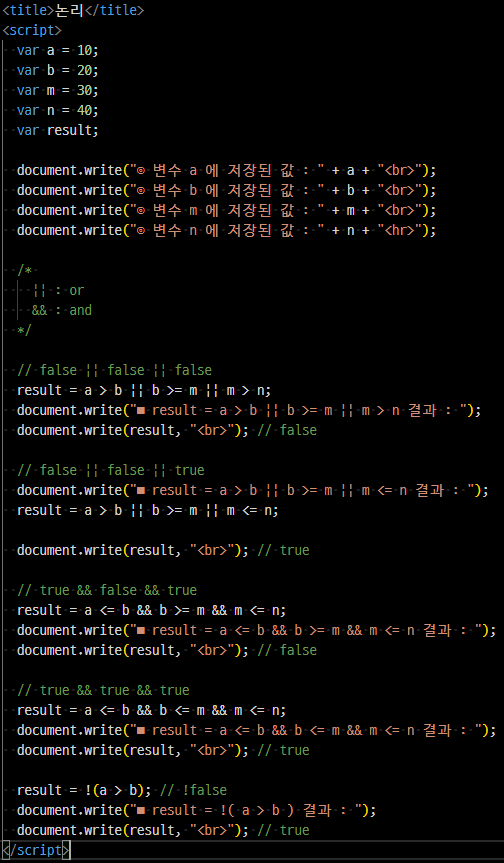 <title>논리</title>
<script>
var a = 10;
var b = 20;
var m = 30;
var n = 40;
var result;
document.write("⊙ 변수 a 에 저장된 값 : " + a + "<br>");
document.write("⊙ 변수 b 에 저장된 값 : " + b + "<br>");
document.write("⊙ 변수 m 에 저장된 값 : " + m + "<br>");
document.write("⊙ 변수 n 에 저장된 값 : " + n + "<hr>");
/*
|| : or
&& : and
*/
// false || false || false
result = a > b || b >= m || m > n;
document.write("■ result = a > b || b >= m || m > n 결과 : ");
document.write(result, "<br>"); // false
// false || false || true
document.write("■ result = a > b || b >= m || m <= n 결과 : ");
result = a > b || b >= m || m <= n;
document.write(result, "<br>"); // true
// true && false && true
result = a <= b && b >= m && m <= n;
document.write("■ result = a <= b && b >= m && m <= n 결과 : ");
document.write(result, "<br>"); // false
// true && true && true
result = a <= b && b <= m && m <= n;
document.write("■ result = a <= b && b <= m && m <= n 결과 : ");
document.write(result, "<br>"); // true
result = !(a > b); // !false
document.write("■ result = !( a > b ) 결과 : ");
document.write(result, "<br>"); // true
</script>